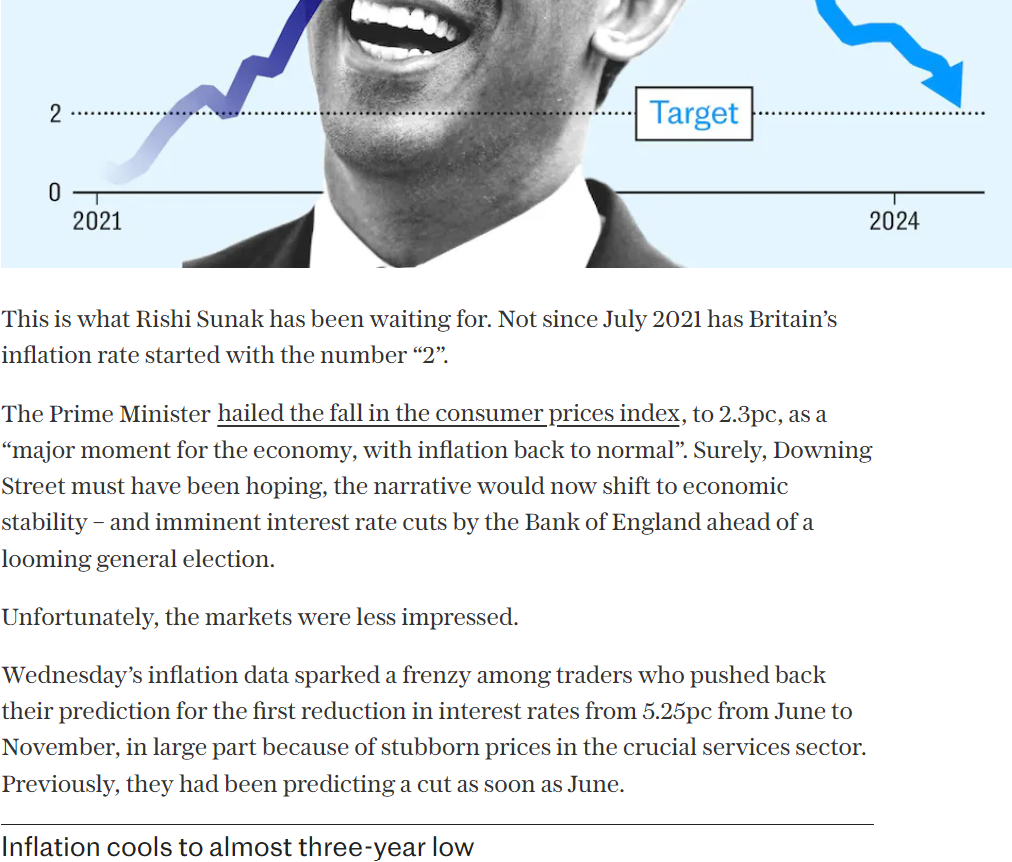 2
Target
0
2021
2024
This is what Rishi Sunak has been waiting for. Not since July 2021 has Britain’s
inflation rate started with the number “2”.
The Prime Minister hailed the fall in the consumer prices index, to 2.3pc, as a
“major moment for the economy, with inflation back to normal”. Surely, Downing
Street must have been hoping, the narrative would now shift to economic
stability – and imminent interest rate cuts by the Bank of England ahead of a
looming general election.
Unfortunately, the markets were less impressed.
Wednesday’s inflation data sparked a frenzy among traders who pushed back
their prediction for the first reduction in interest rates from 5.25pc from June to
November, in large part because of stubborn prices in the crucial services sector.
Previously, they had been predicting a cut as soon as June.
Inflation cools to almost three-year low